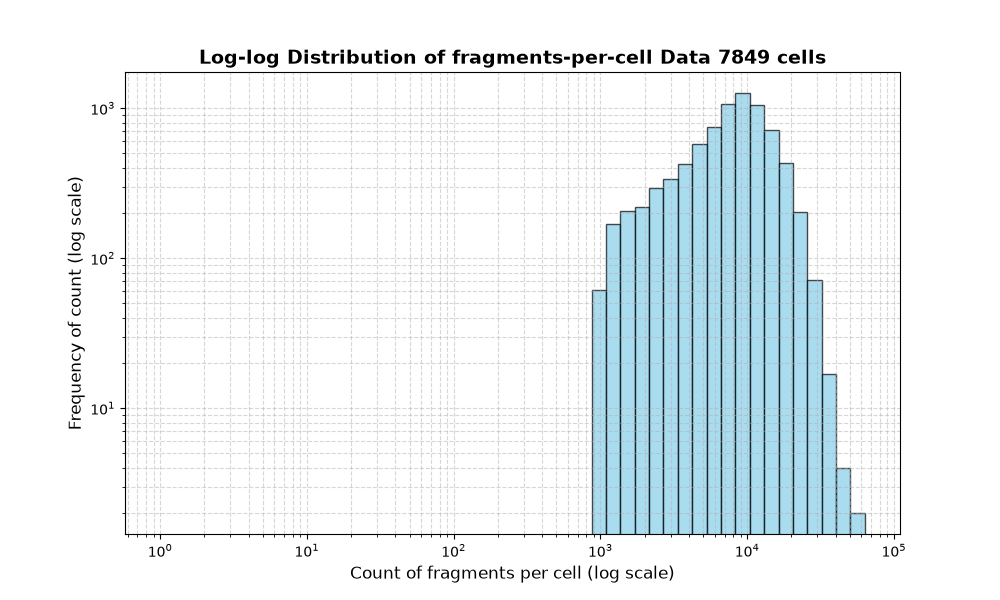 Log-log Distribution of fragments-per-cell Data 7849 cells
Frequency of count (log scale)
10³
10²
10¹
10⁰ 10¹ 10² 10³ 10⁴ 10⁵
Count of fragments per cell (log scale)